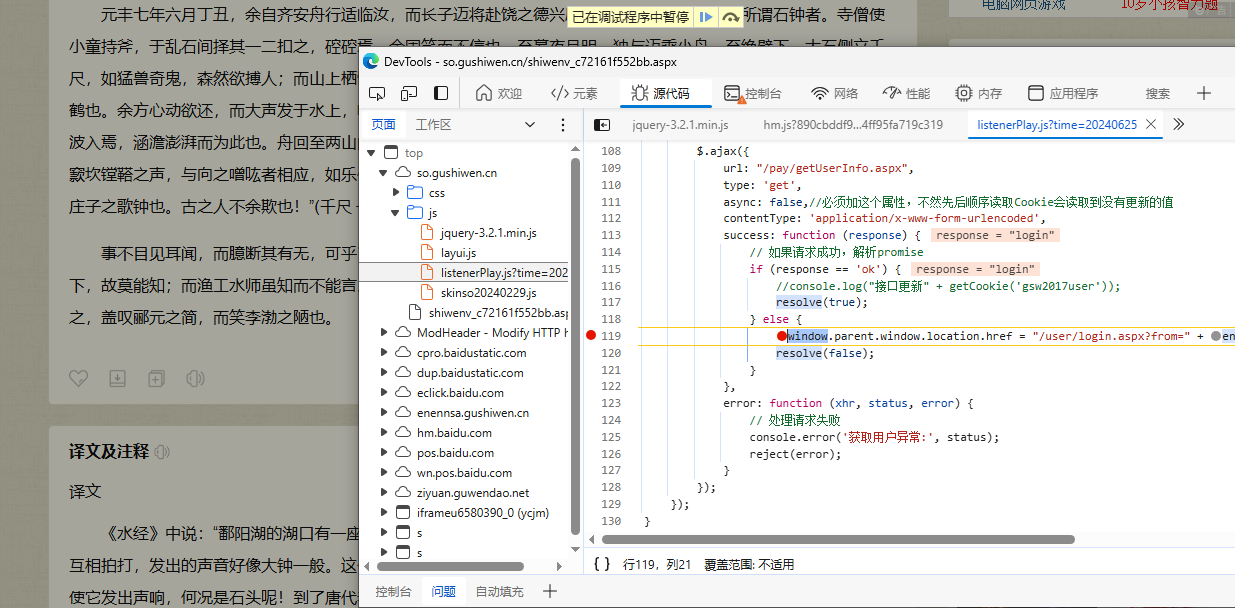 元丰七年六月丁丑，余自齐安舟行适临汝，而长子迈将赴饶之德兴
所谓石钟者。寺僧使
小童持斧，于乱石间择其一二扣之，硿硿焉
尺，如猛兽奇鬼，森然欲搏人；而山上栖
鹤也。余方心动欲还，而大声发于水上，
波入焉，涵澹澎湃而为此也。舟回至两山
窾坎镗鞳之声，与向之噌吰者相应，如乐
庄子之歌钟也。古之人不余欺也！”(千尺
事不目见耳闻，而臆断其有无，可乎
下，故莫能知；而渔工水师虽知而不能言
之，盖叹郦元之简，而笑李渤之陋也。
译文及注释
译文
《水经》中说：“鄱阳湖的湖口有一座
互相拍打，发出的声音好像大钟一般。这
使它发出声响，何况是石头呢！到了唐代
电脑网页游戏
10岁小孩智力题
已在调试程序中暂停
DevTools - so.gushiwen.cn/shiwenv_c72161f552bb.aspx
欢迎
元素
源代码
控制台
网络
性能
内存
应用程序
搜索
页面
工作区
jquery-3.2.1.min.js
hm.js?890cbddf9...4ff95fa719c319
listenerPlay.js?time=20240625
top
so.gushiwen.cn
css
js
jquery-3.2.1.min.js
layui.js
listenerPlay.js?time=202
skinso20240229.js
shiwenv_c72161f552bb.asp
ModHeader - Modify HTTP h
cpro.baidustatic.com
dup.baidustatic.com
eclick.baidu.com
enennsa.gushiwen.cn
hm.baidu.com
pos.baidu.com
wn.pos.baidu.com
ziyuan.guwendao.net
iframeu6580390_0 (ycjm)
s
s
108 $.ajax({
109 url: "/pay/getUserInfo.aspx",
110 type: 'get',
111 async: false,//必须加这个属性，不然先后顺序读取Cookie会读取到没有更新的值
112 contentType: 'application/x-www-form-urlencoded',
113 success: function (response) { response = "login"
114 // 如果请求成功，解析promise
115 if (response == 'ok') { response = "login"
116 //console.log("接口更新" + getCookie('gsw2017user'));
117 resolve(true);
118 } else {
119 window.parent.window.location.href = "/user/login.aspx?from=" + en
120 resolve(false);
121 }
122 },
123 error: function (xhr, status, error) {
124 // 处理请求失败
125 console.error('获取用户异常:', status);
126 reject(error);
127 }
128 });
129 });
130 }
{ } 行119，列21 覆盖范围: 不适用
控制台
问题
自动填充